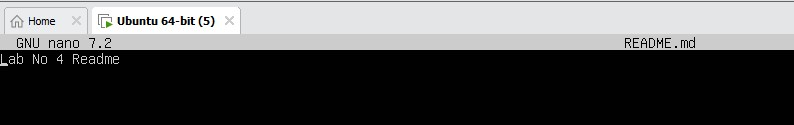 Home
Ubuntu 64-bit (5)
GNU nano 7.2 README.md
Lab No 4 Readme